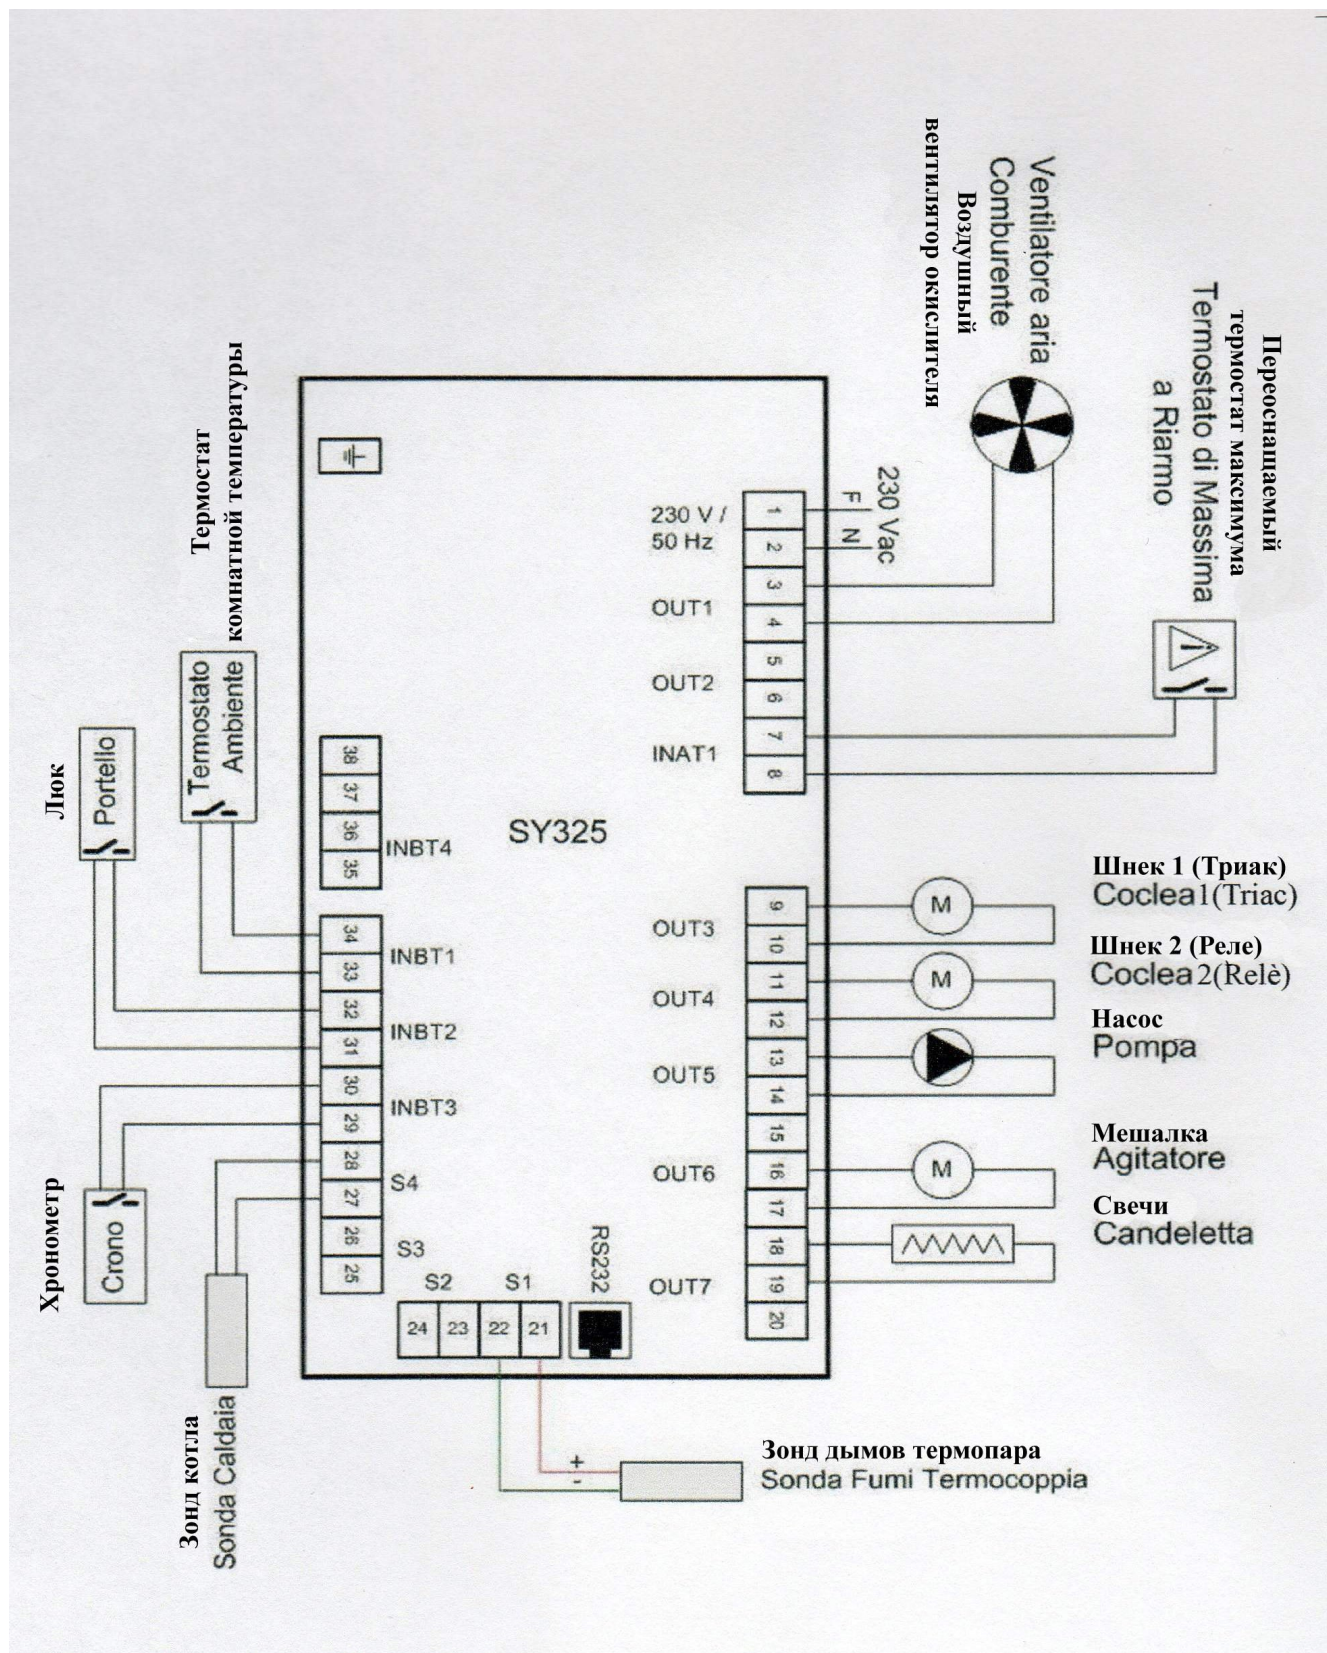 Воздушный
вентилятор окислителя
Ventilatore aria
Comburente
Переоснащаемый
термостат максимума
Termostato di Massima
a Riarmo
Термостат
комнатной температуры
Termostato
Ambiente
Люк
Portello
Хронометр
Crono
Зонд котла
Sonda Caldaia
230 V /
50 Hz
OUT1
OUT2
INAT1
1
2
3
4
5
6
7
8
F
N
230 Vac
SY325
38
37
36
35
INBT4
34
33
32
31
30
29
28
27
26
25
INBT1
INBT2
INBT3
S4
S3
S2
S1
24
23
22
21
RS232
OUT3
OUT4
OUT5
OUT6
OUT7
9
10
11
12
13
14
15
16
17
18
19
20
M
M
M
Шнек 1 (Триак)
Coclea1(Triac)
Шнек 2 (Реле)
Coclea2(Relè)
Насос
Pompa
Мешалка
Agitatore
Свечи
Candeletta
+
-
Зонд дымов термопара
Sonda Fumi Termocoppia